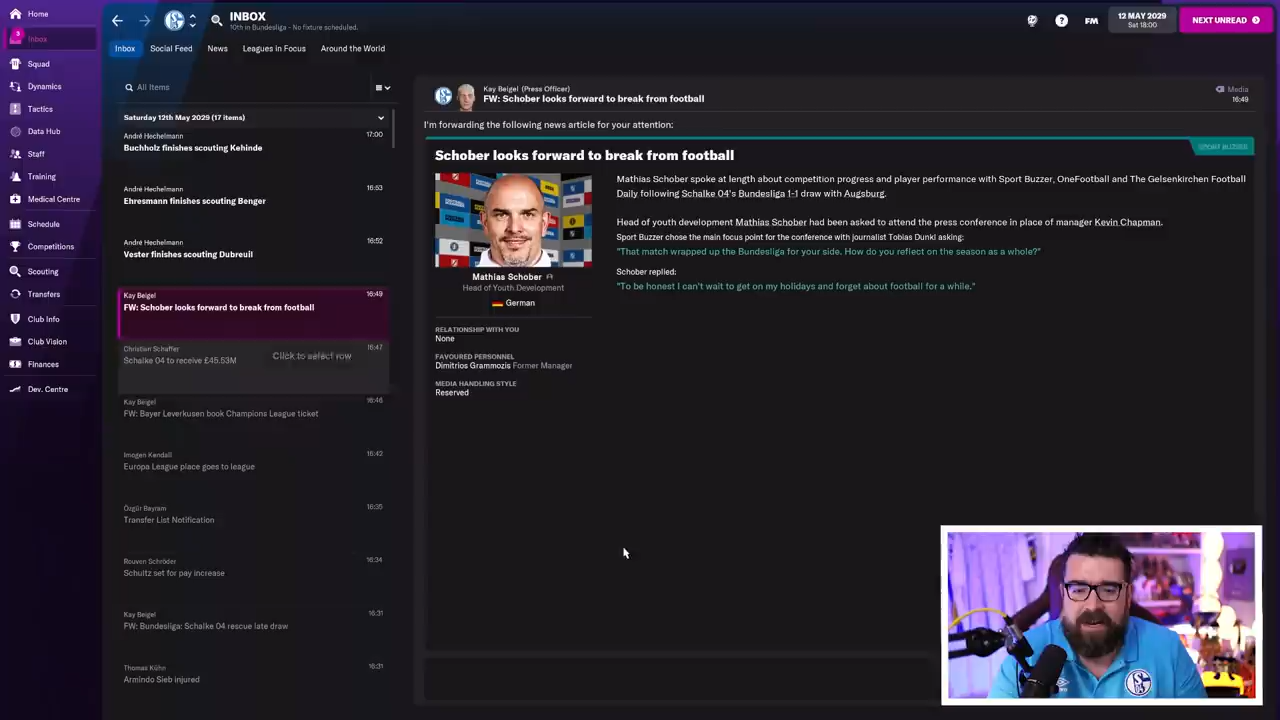 Home
3
Inbox
Squad
Dynamics
Tactics
Data Hub
Staff
Training
Medical Centre
Schedule
Competitions
Scouting
Transfers
Club Info
Club Vision
Finances
Dev. Centre
INBOX
10th in Bundesliga - No fixture scheduled.
FM
12 MAY 2029
Sat 18:00
NEXT UNREAD
Inbox
Social Feed
News
Leagues in Focus
Around the World
All Items
Saturday 12th May 2029 (17 items)
André Hechelmann
17:00
Buchholz finishes scouting Kehinde
André Hechelmann
16:53
Ehresmann finishes scouting Benger
André Hechelmann
16:52
Vester finishes scouting Dubreuil
Kay Beigel
16:49
FW: Schober looks forward to break from football
Christian Schaffer
16:47
Schalke 04 to receive £45.53M
Click to select row
Kay Beigel
16:46
FW: Bayer Leverkusen book Champions League ticket
Imogen Kendall
16:42
Europa League place goes to league
Özgür Bayram
16:35
Transfer List Notification
Rouven Schröder
16:34
Schultz set for pay increase
Kay Beigel
16:31
FW: Bundesliga: Schalke 04 rescue late draw
Thomas Kühn
16:31
Armindo Sieb injured
Kay Beigel (Press Officer)
FW: Schober looks forward to break from football
Media
16:49
I'm forwarding the following news article for your attention:
Schober looks forward to break from football
SPORT BUZZER
Mathias Schober
Head of Youth Development
German
RELATIONSHIP WITH YOU
None
FAVOURED PERSONNEL
Dimitrios Grammozis Former Manager
MEDIA HANDLING STYLE
Reserved
Mathias Schober spoke at length about competition progress and player performance with Sport Buzzer, OneFootball and The Gelsenkirchen Football
Daily following Schalke 04's Bundesliga 1-1 draw with Augsburg.
Head of youth development Mathias Schober had been asked to attend the press conference in place of manager Kevin Chapman.
Sport Buzzer chose the main focus point for the conference with journalist Tobias Dunkl asking:
"That match wrapped up the Bundesliga for your side. How do you reflect on the season as a whole?"
Schober replied:
"To be honest I can't wait to get on my holidays and forget about football for a while."